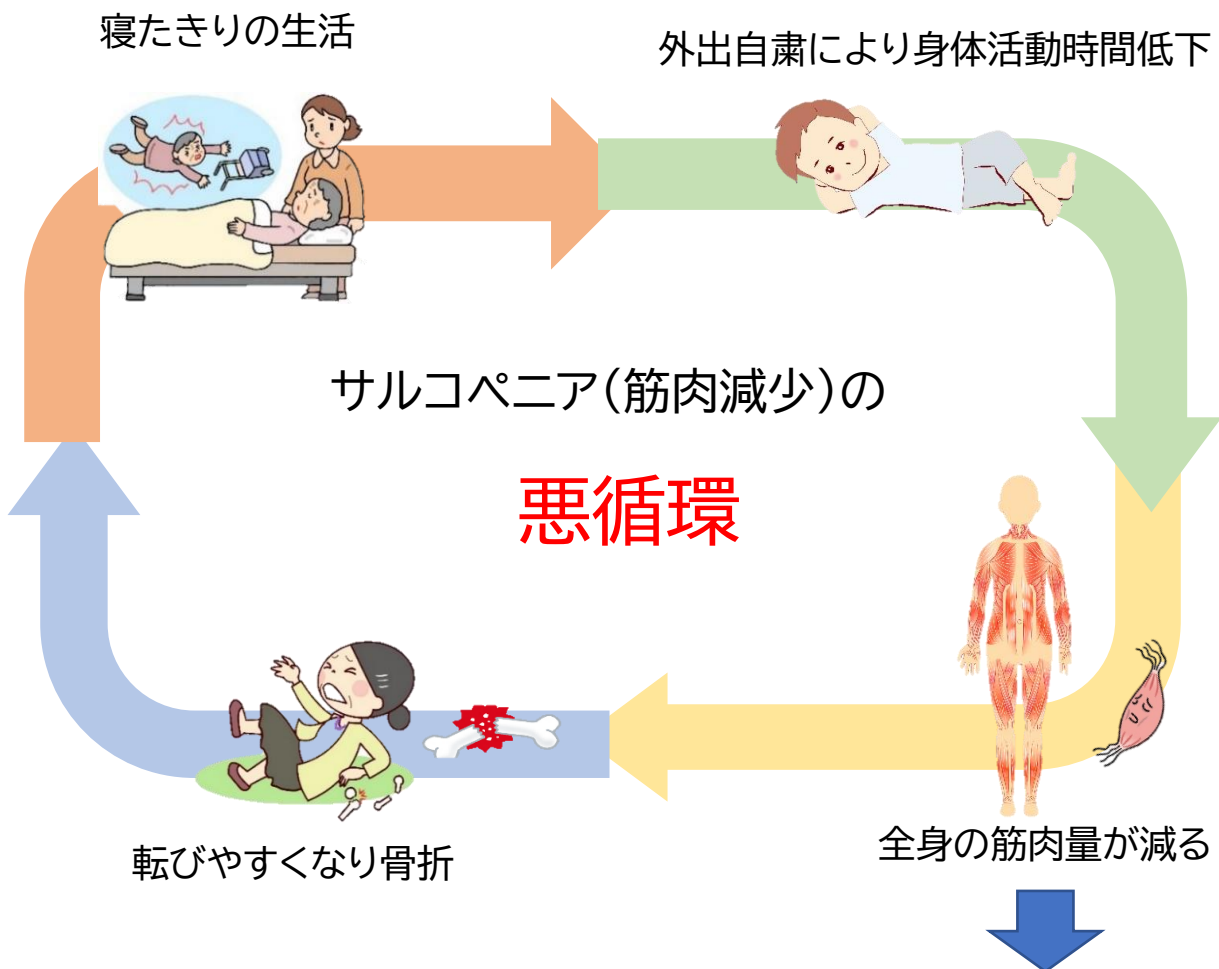 寝たきりの生活
外出自粛により身体活動時間低下
サルコペニア(筋肉減少)の
悪循環
転びやすくなり骨折
全身の筋肉量が減る